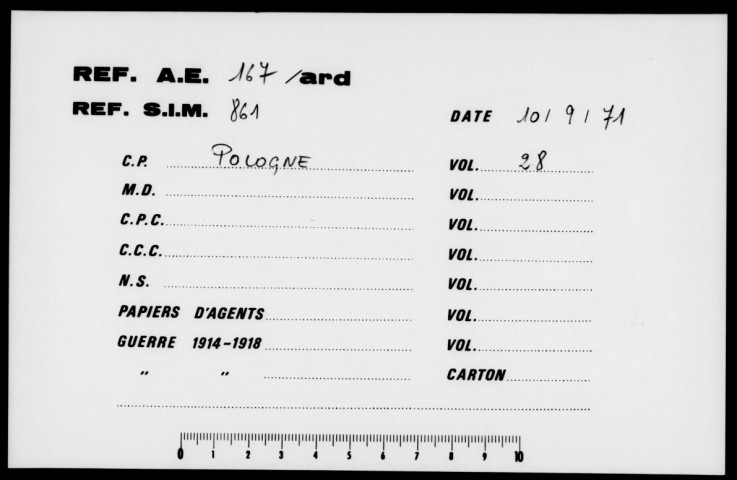 REF. A.E. 167 /ard
REF. S.I.M. 861
DATE 10 / 9 / 71
C.P. POLOGNE VOL. 28
M.D. VOL.
C.P.C. VOL.
C.C.C. VOL.
N.S. VOL.
PAPIERS D'AGENTS VOL.
GUERRE 1914-1918 VOL.
" " CARTON
0 1 2 3 4 5 6 7 8 9 10